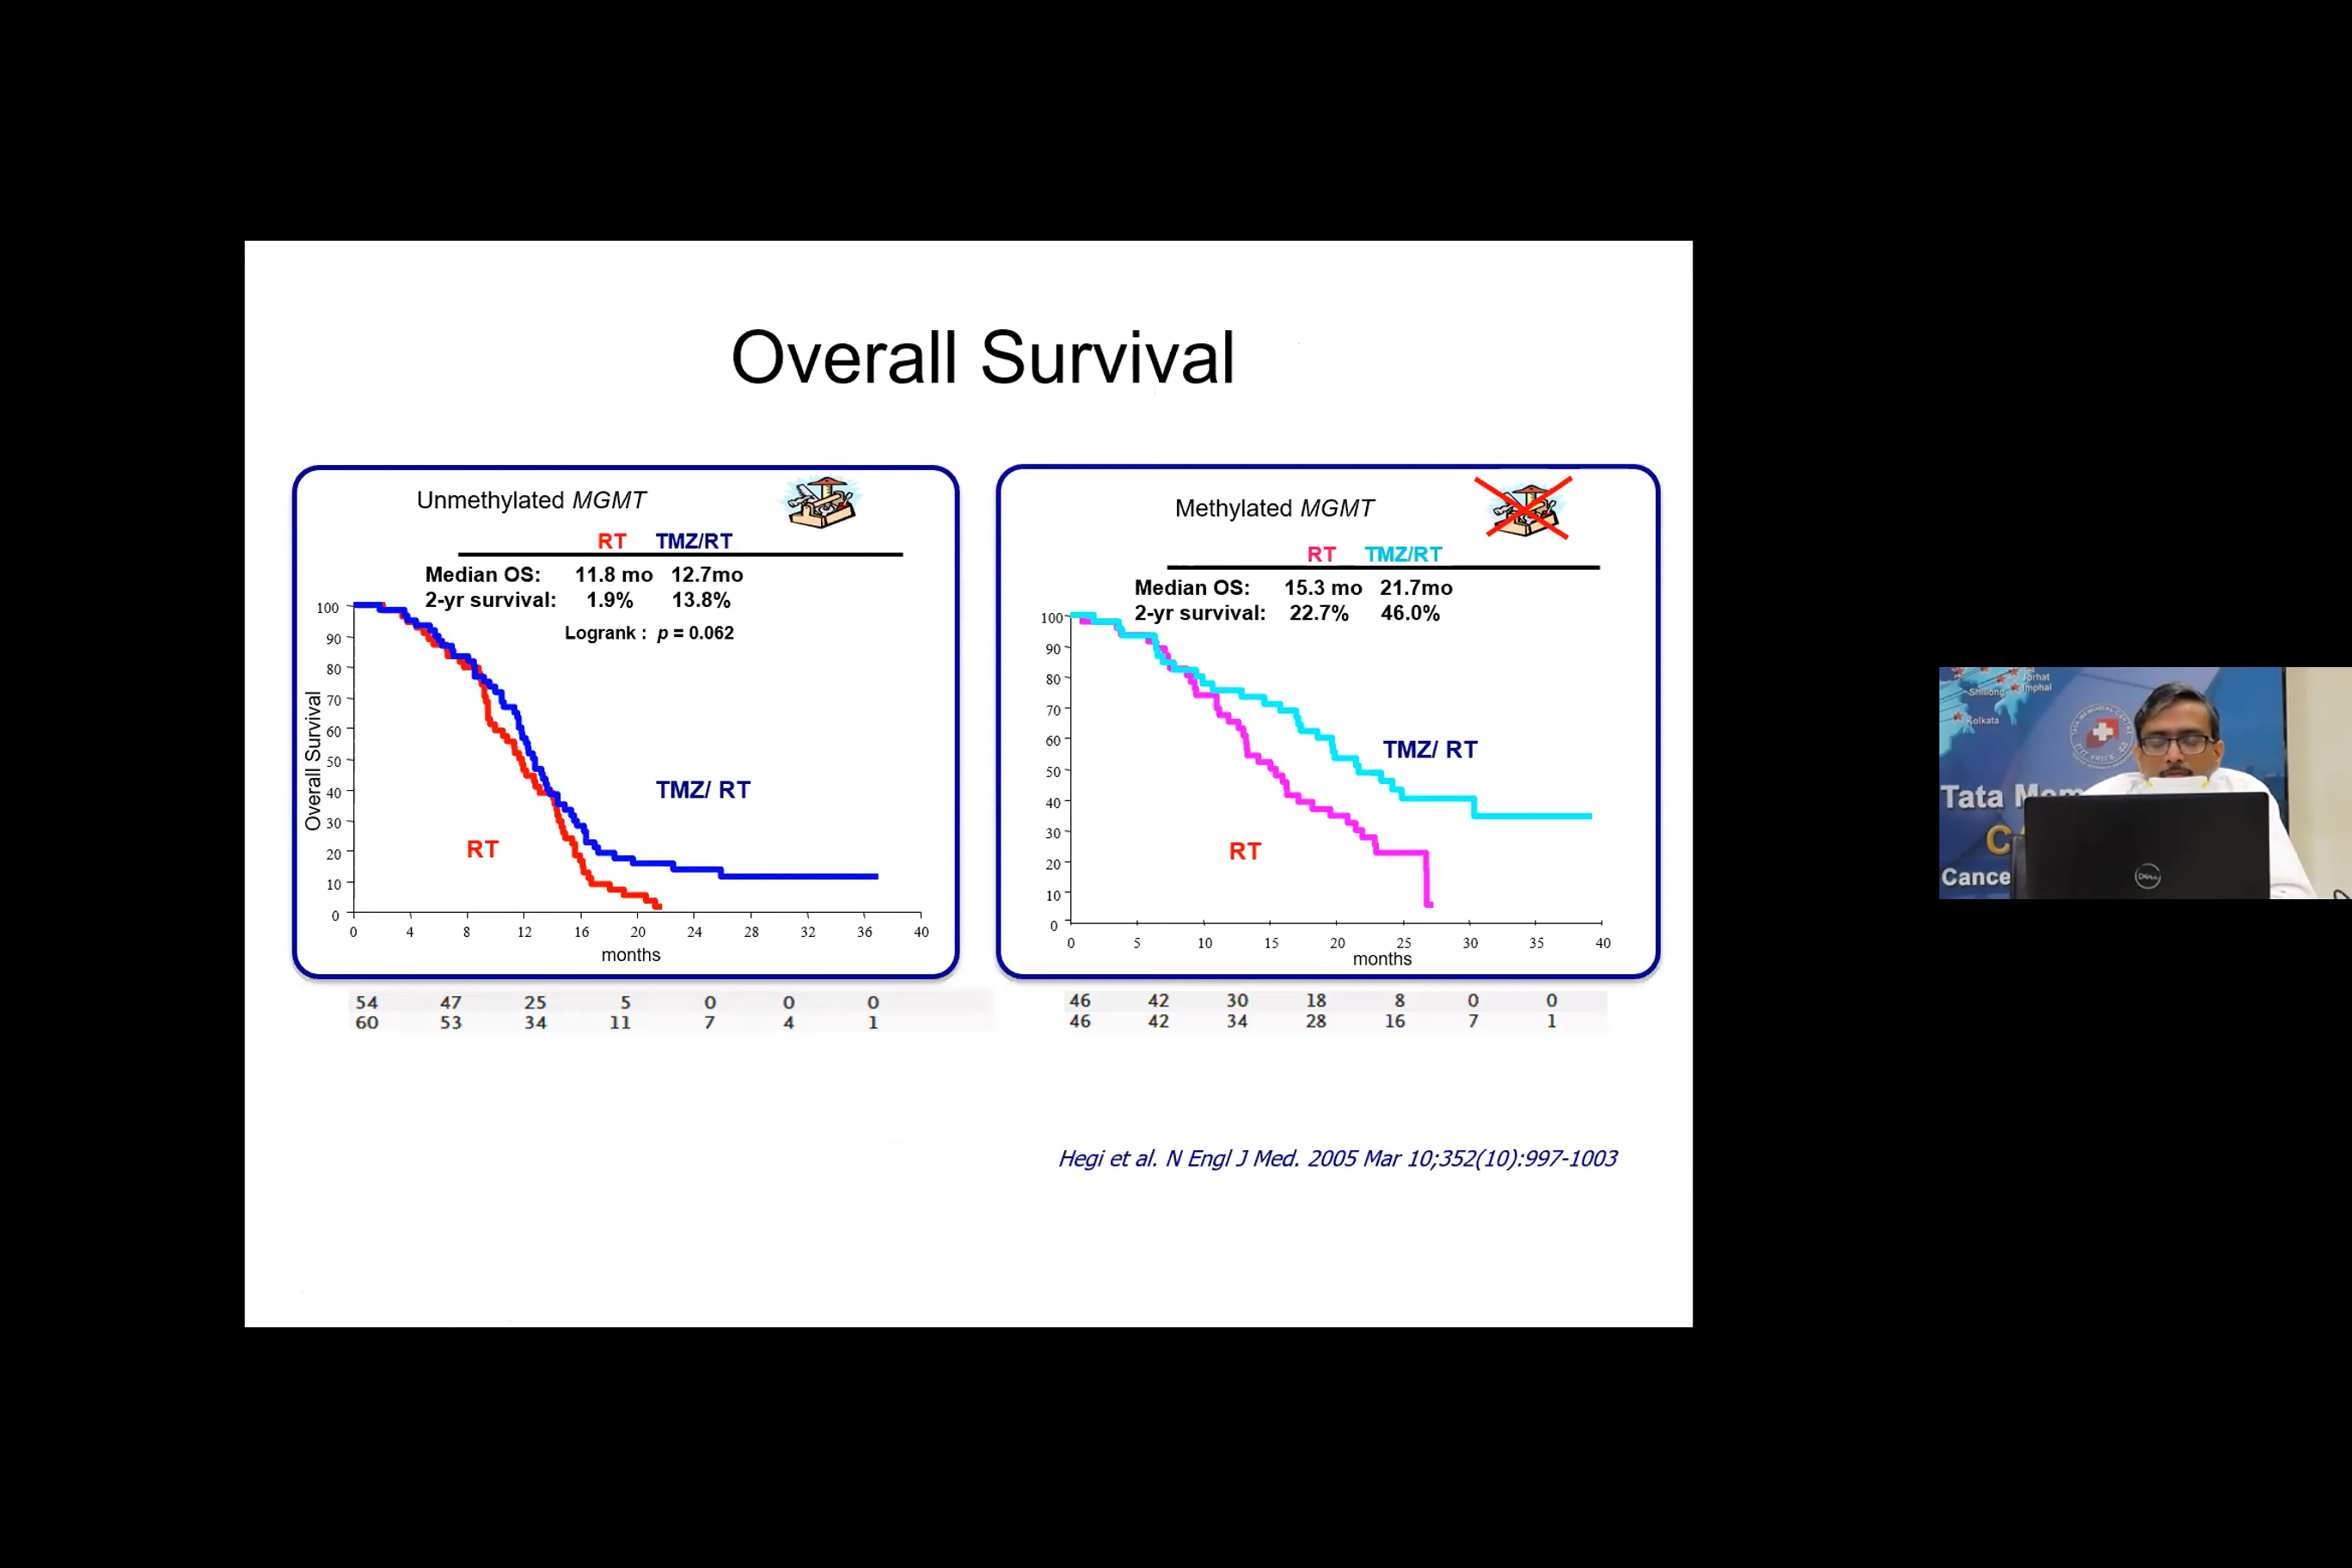 Overall Survival
Unmethylated MGMT
RT TMZ/RT
Median OS: 11.8 mo 12.7mo
2-yr survival: 1.9% 13.8%
Logrank : p = 0.062
Overall Survival
100
90
80
70
60
50
40
30
20
10
0
TMZ/ RT
RT
0 4 8 12 16 20 24 28 32 36 40
months
54 47 25 5 0 0 0
60 53 34 11 7 4 1
Methylated MGMT
RT TMZ/RT
Median OS: 15.3 mo 21.7mo
2-yr survival: 22.7% 46.0%
100
90
80
70
60
50
40
30
20
10
0
TMZ/ RT
RT
0 5 10 15 20 25 30 35 40
months
46 42 30 18 8 0 0
46 42 34 28 16 7 1
Hegi et al. N Engl J Med. 2005 Mar 10;352(10):997-1003
Jorhat
Shillong Imphal
Kolkata
Tata Mem
C
Cance
DELL